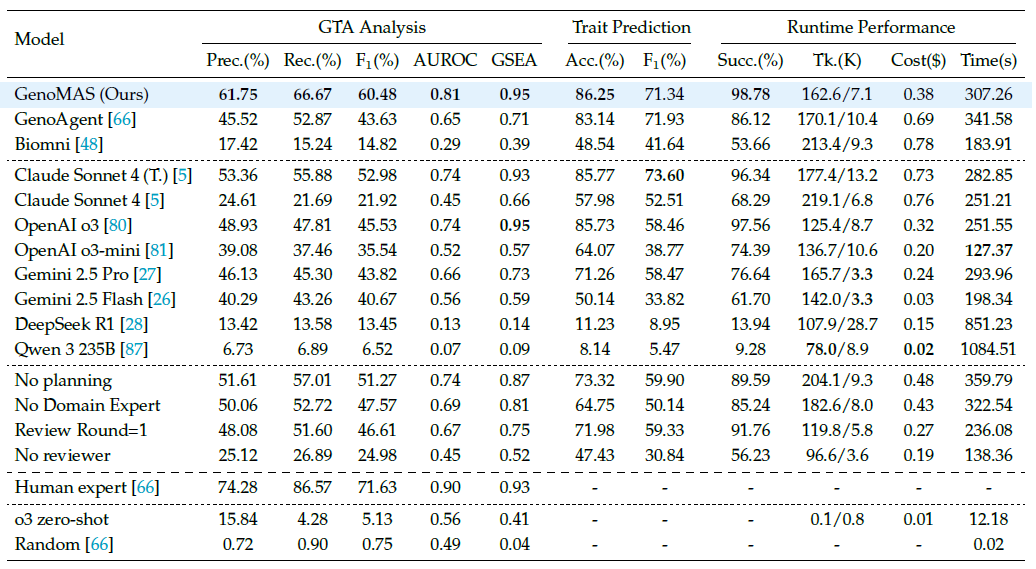 Model GTA Analysis Trait Prediction Runtime Performance
Prec.(%) Rec.(%) F1(%) AUROC GSEA Acc.(%) F1(%) Succ.(%) Tk.(K) Cost($) Time(s)
GenoMAS (Ours) 61.75 66.67 60.48 0.81 0.95 86.25 71.34 98.78 162.6/7.1 0.38 307.26
GenoAgent [66] 45.52 52.87 43.63 0.65 0.71 83.14 71.93 86.12 170.1/10.4 0.69 341.58
Biomni [48] 17.42 15.24 14.82 0.29 0.39 48.54 41.64 53.66 213.4/9.3 0.78 183.91
Claude Sonnet 4 (T.) [5] 53.36 55.88 52.98 0.74 0.93 85.77 73.60 96.34 177.4/13.2 0.73 282.85
Claude Sonnet 4 [5] 24.61 21.69 21.92 0.45 0.66 57.98 52.51 68.29 219.1/6.8 0.76 251.21
OpenAI o3 [80] 48.93 47.81 45.53 0.74 0.95 85.73 58.46 97.56 125.4/8.7 0.32 251.55
OpenAI o3-mini [81] 39.08 37.46 35.54 0.52 0.57 64.07 38.77 74.39 136.7/10.6 0.20 127.37
Gemini 2.5 Pro [27] 46.13 45.30 43.82 0.66 0.73 71.26 58.47 76.64 165.7/3.3 0.24 293.96
Gemini 2.5 Flash [26] 40.29 43.26 40.67 0.56 0.59 50.14 33.82 61.70 142.0/3.3 0.03 198.34
DeepSeek R1 [28] 13.42 13.58 13.45 0.13 0.14 11.23 8.95 13.94 107.9/28.7 0.15 851.23
Qwen 3 235B [87] 6.73 6.89 6.52 0.07 0.09 8.14 5.47 9.28 78.0/8.9 0.02 1084.51
No planning 51.61 57.01 51.27 0.74 0.87 73.32 59.90 89.59 204.1/9.3 0.48 359.79
No Domain Expert 50.06 52.72 47.57 0.69 0.81 64.75 50.14 85.24 182.6/8.0 0.43 322.54
Review Round=1 48.08 51.60 46.61 0.67 0.75 71.98 59.33 91.76 119.8/5.8 0.27 236.08
No reviewer 25.12 26.89 24.98 0.45 0.52 47.43 30.84 56.23 96.6/3.6 0.19 138.36
Human expert [66] 74.28 86.57 71.63 0.90 0.93 - - - - - -
o3 zero-shot 15.84 4.28 5.13 0.56 0.41 - - - 0.1/0.8 0.01 12.18
Random [66] 0.72 0.90 0.75 0.49 0.04 - - - - - 0.02